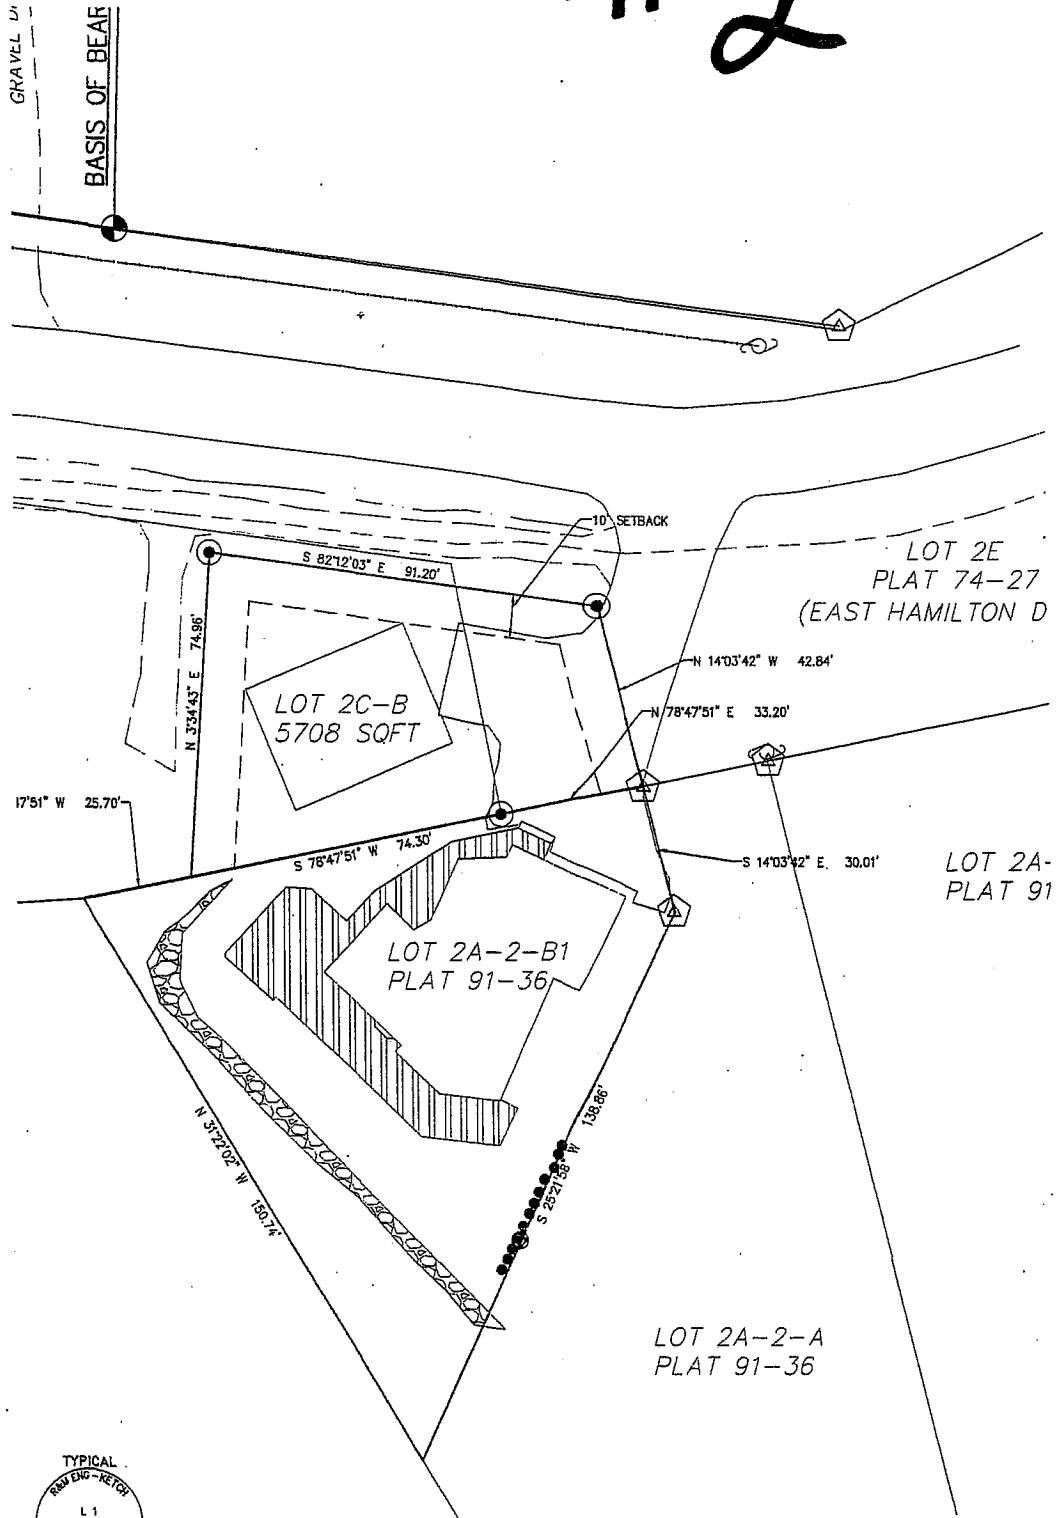 GRAVEL
BASIS OF BEAR
2
10' SETBACK
S 82°12'03" E 91.20'
LOT 2E
PLAT 74-27
(EAST HAMILTON D
N 3°34'43" E 74.96'
N 14°03'42" W 42.84'
LOT 2C-B
5708 SQFT
N 78°47'51" E 33.20'
17'51" W 25.70'
S 78°47'51" W 74.30'
S 14°03'42" E. 30.01'
LOT 2A-
PLAT 91
LOT 2A-2-B1
PLAT 91-36
N 31°22'02" W 150.74'
S 25°21'58" W 138.86'
LOT 2A-2-A
PLAT 91-36
TYPICAL
R&M ENG-KETCH
L 1